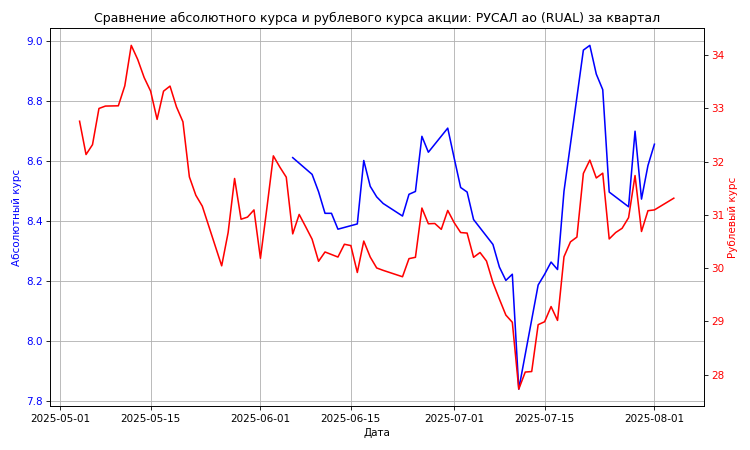 Сравнение абсолютного курса и рублевого курса акции: РУСАЛ ао (RUAL) за квартал
9.0
8.8
8.6
8.4
8.2
8.0
7.8
Абсолютный курс
34
33
32
31
30
29
28
Рублевый курс
2025-05-01 2025-05-15 2025-06-01 2025-06-15 2025-07-01 2025-07-15 2025-08-01
Дата